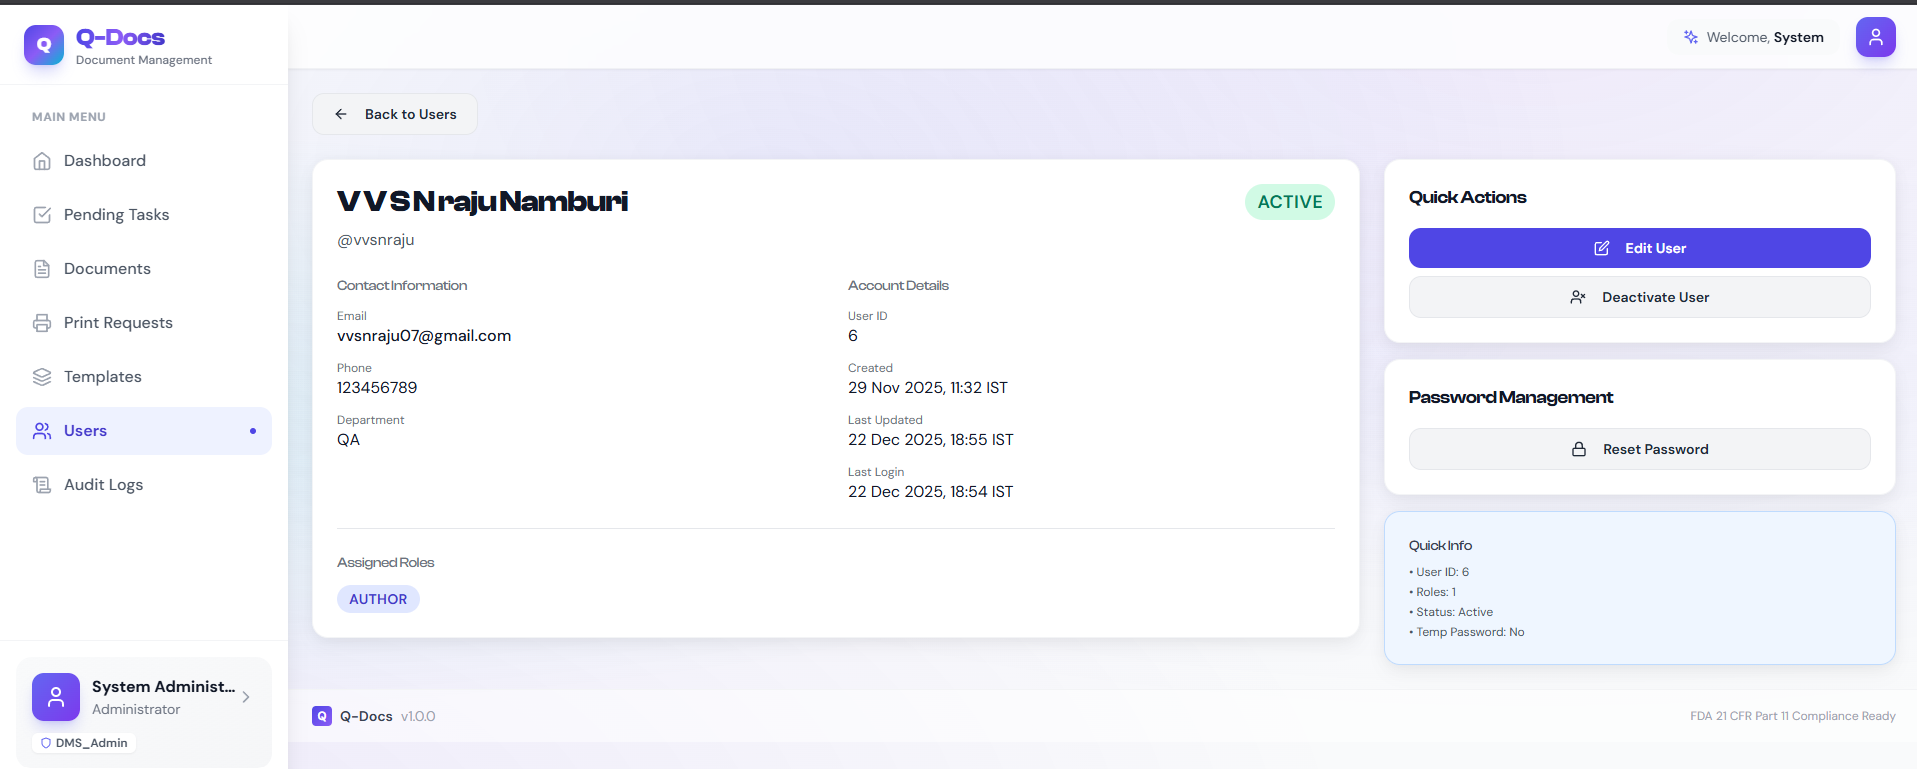 Q
Q-Docs
Document Management
MAIN MENU
Dashboard
Pending Tasks
Documents
Print Requests
Templates
Users
Audit Logs
System Administ...
Administrator
DMS_Admin
Welcome, System
Back to Users
V V S N raju Namburi
ACTIVE
@vvsnraju
Contact Information
Email
vvsnraju07@gmail.com
Phone
123456789
Department
QA
Account Details
User ID
6
Created
29 Nov 2025, 11:32 IST
Last Updated
22 Dec 2025, 18:55 IST
Last Login
22 Dec 2025, 18:54 IST
Assigned Roles
AUTHOR
Quick Actions
Edit User
Deactivate User
Password Management
Reset Password
Quick Info
• User ID: 6
• Roles: 1
• Status: Active
• Temp Password: No
Q Q-Docs v1.0.0
FDA 21 CFR Part 11 Compliance Ready